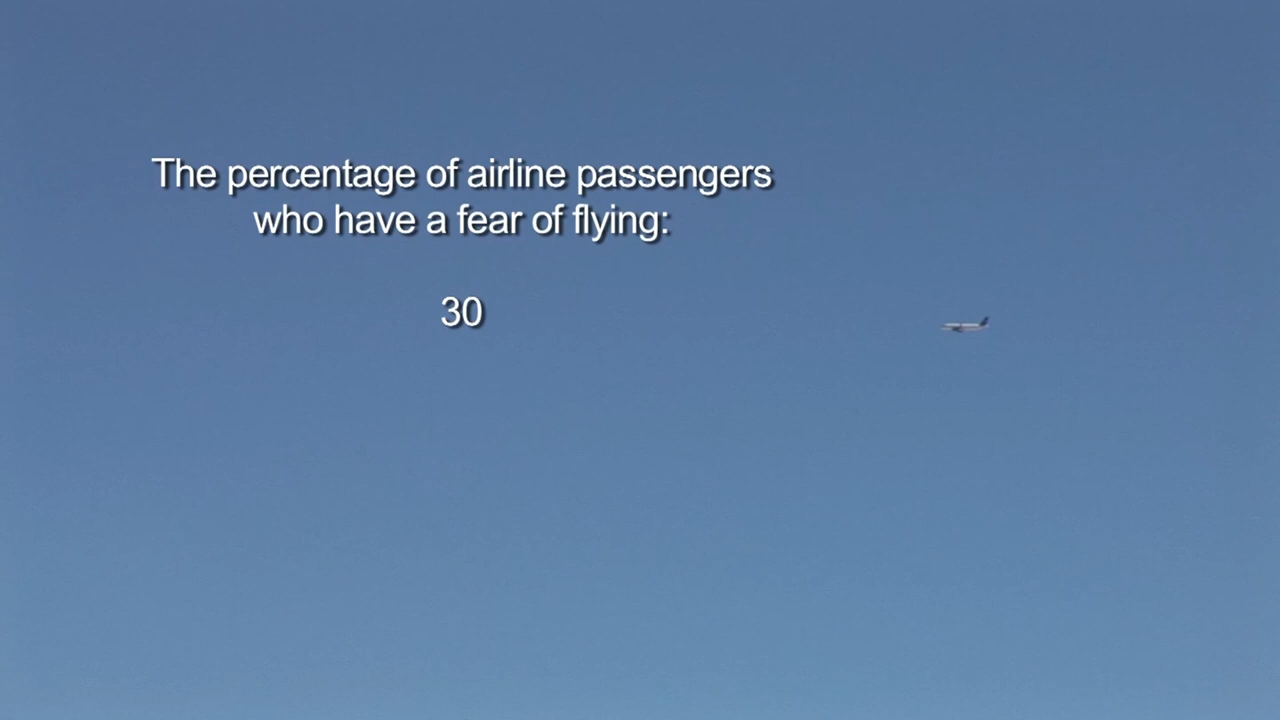 The percentage of airline passengers
who have a fear of flying:
30